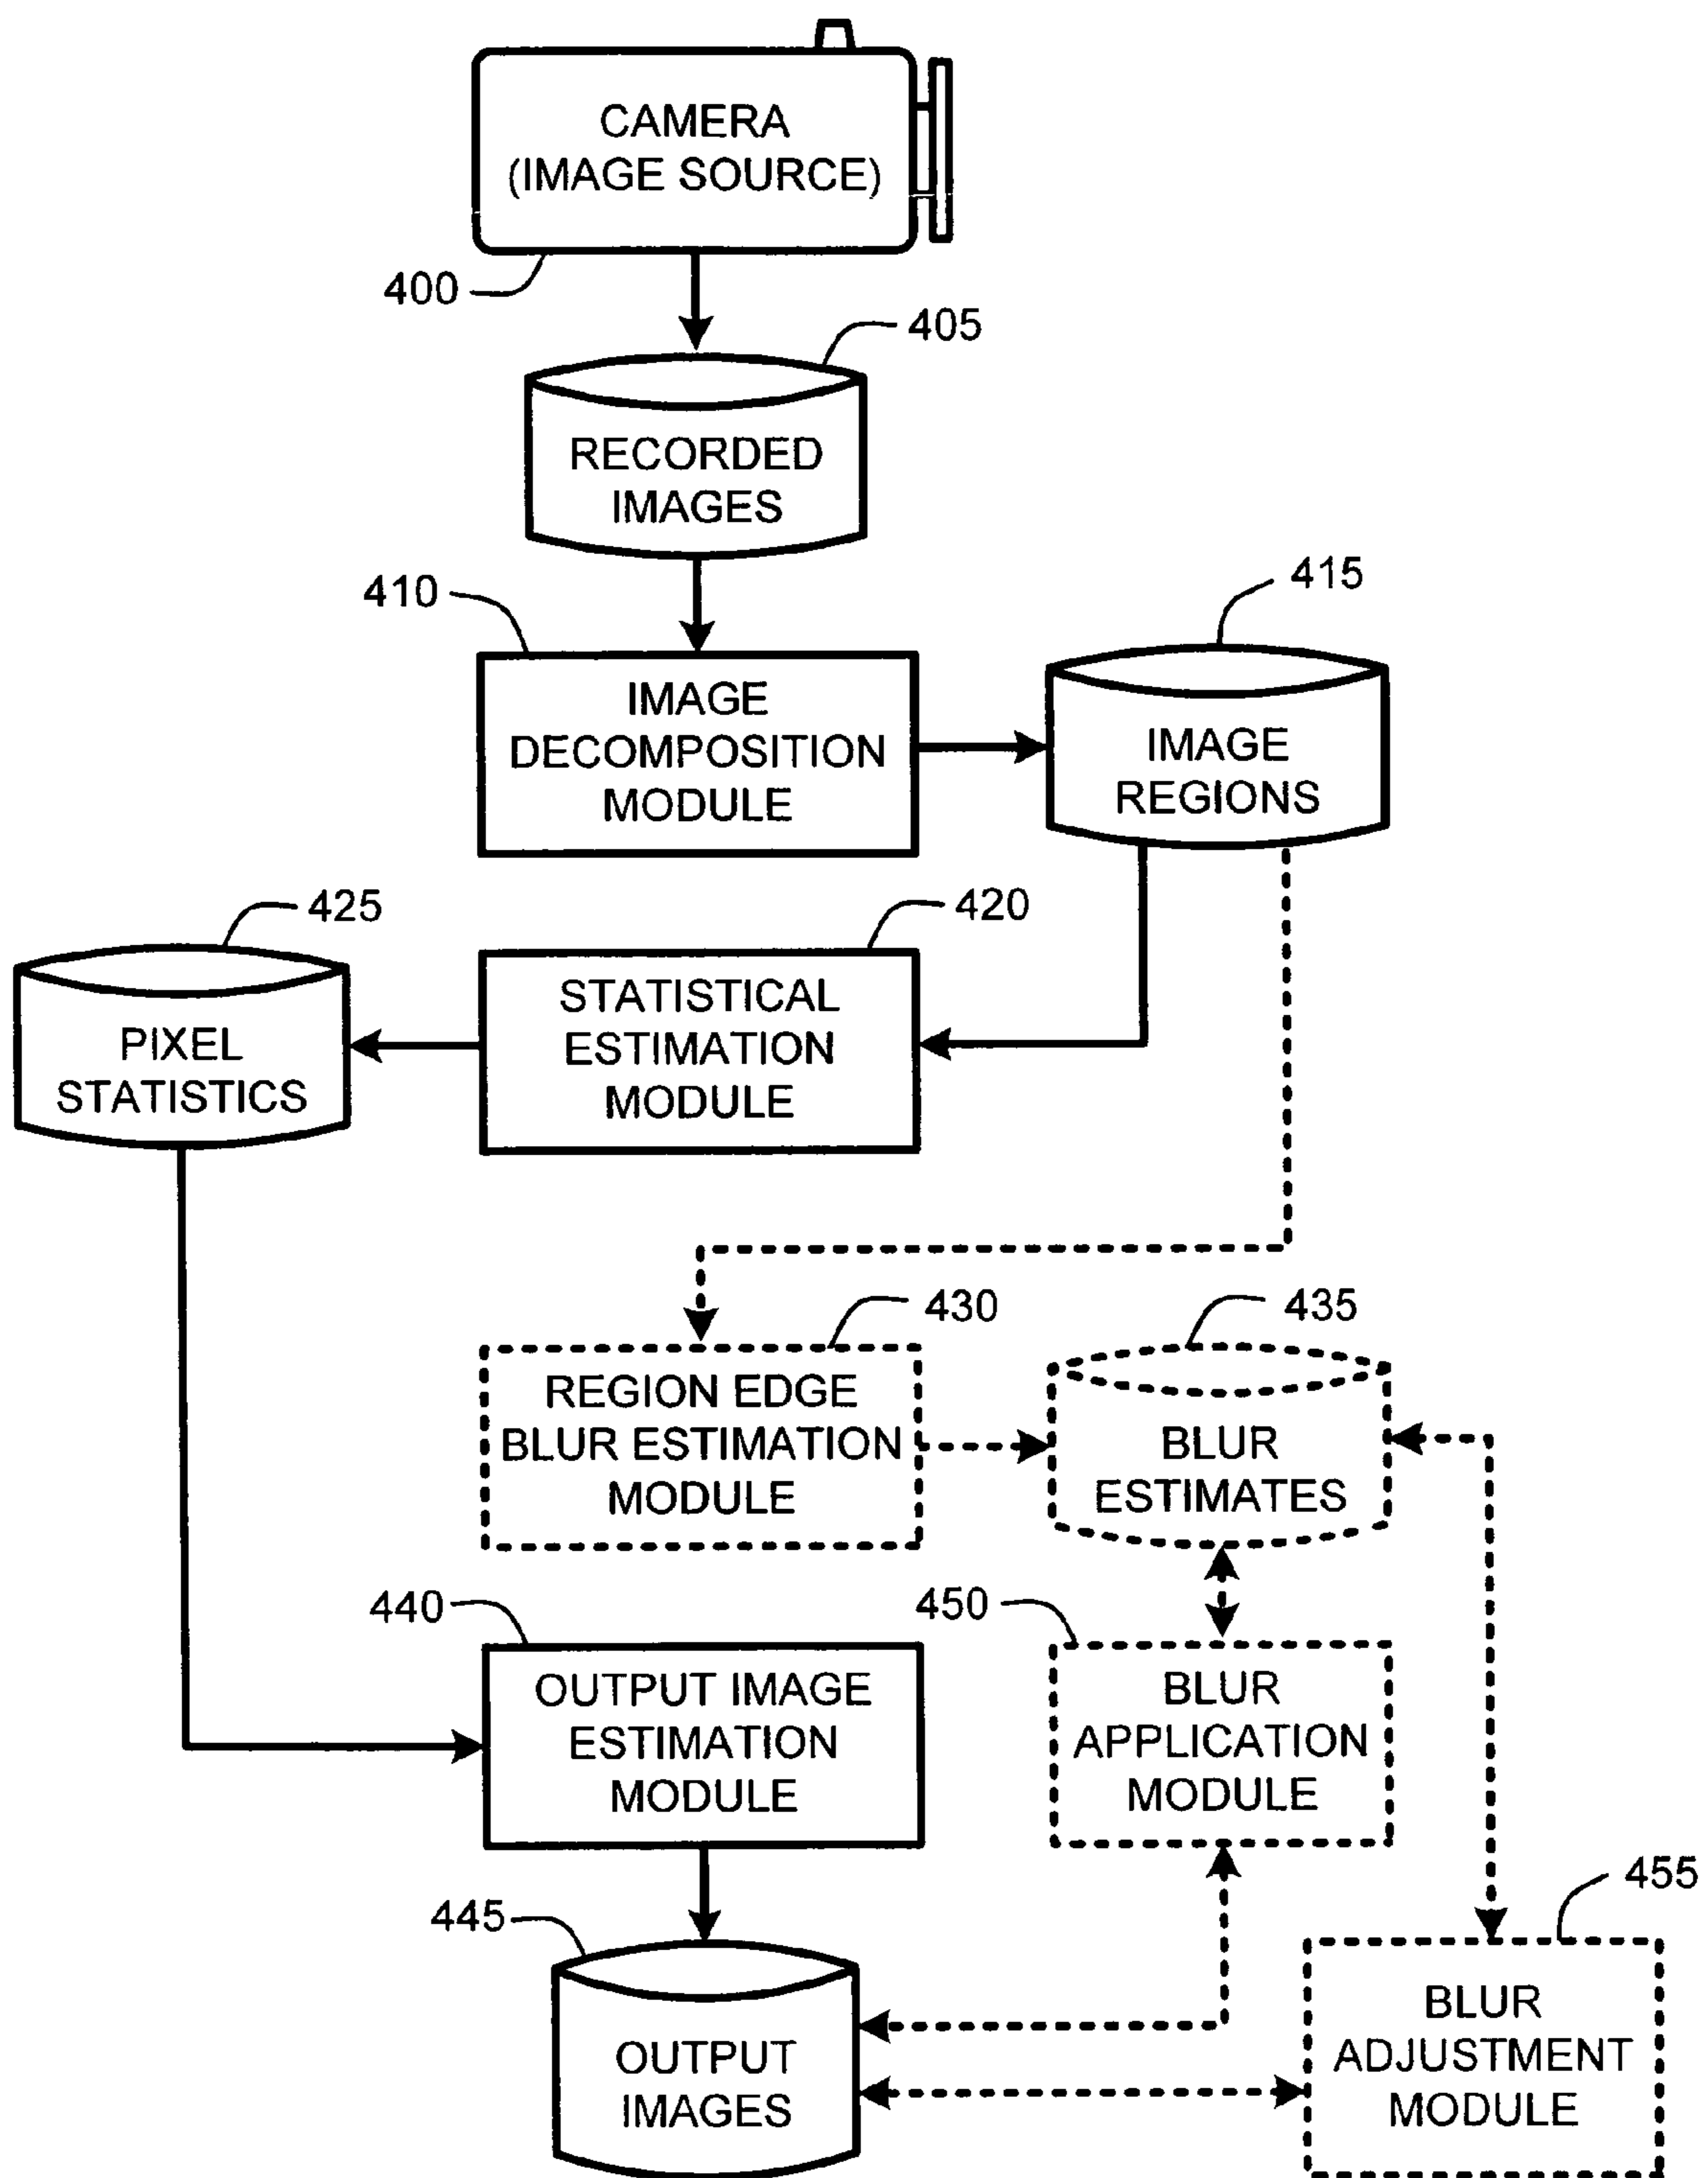 CAMERA
(IMAGE SOURCE)
400
405
RECORDED
IMAGES
410
415
IMAGE
DECOMPOSITION
MODULE
IMAGE
REGIONS
425
420
PIXEL
STATISTICS
STATISTICAL
ESTIMATION
MODULE
430
435
REGION EDGE
BLUR ESTIMATION
MODULE
BLUR
ESTIMATES
440
450
OUTPUT IMAGE
ESTIMATION
MODULE
BLUR
APPLICATION
MODULE
445
455
OUTPUT
IMAGES
BLUR
ADJUSTMENT
MODULE